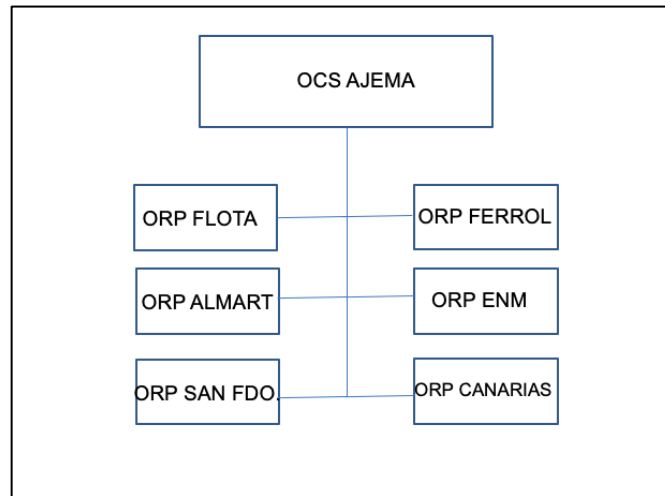 OCS AJEMA
ORP FLOTA
ORP FERROL
ORP ALMART
ORP ENM
ORP SAN FDO.
ORP CANARIAS